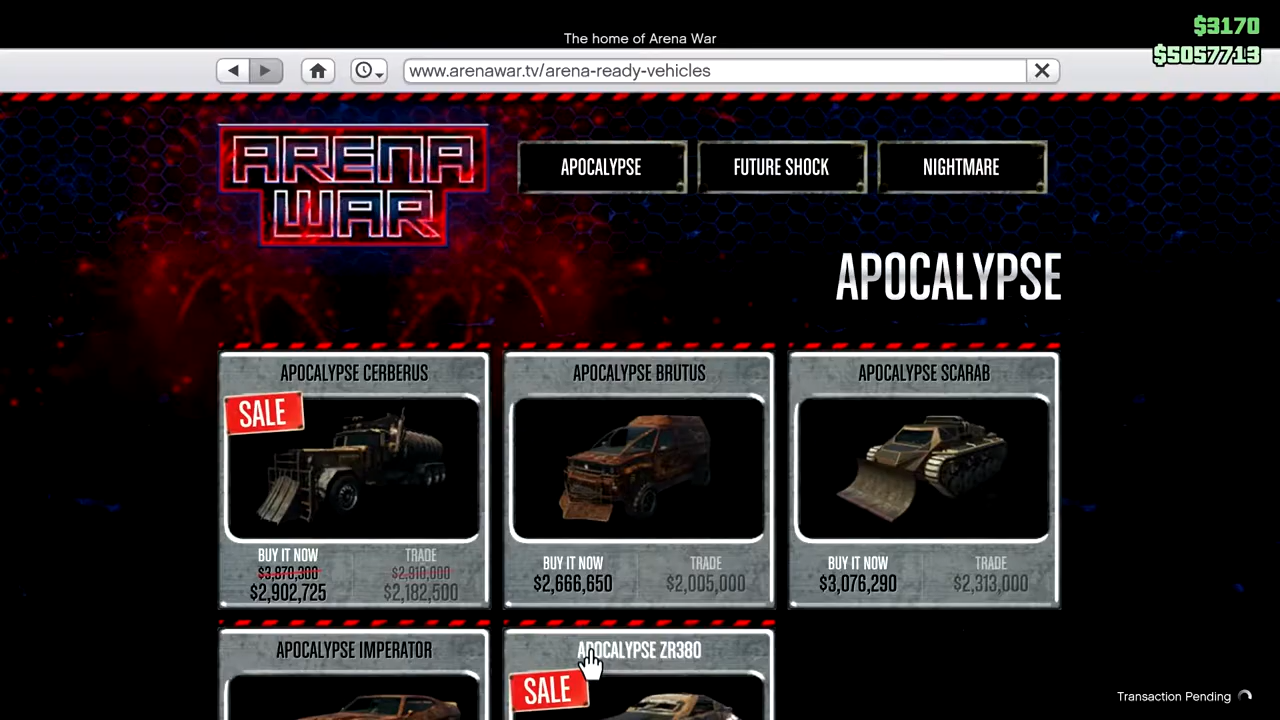 $3170
The home of Arena War
$5057713
www.arenawar.tv/arena-ready-vehicles
ARENA
WAR
APOCALYPSE
FUTURE SHOCK
NIGHTMARE
APOCALYPSE
APOCALYPSE CERBERUS
SALE
BUY IT NOW
$3,870,300
$2,902,725
TRADE
$2,910,000
$2,182,500
APOCALYPSE BRUTUS
BUY IT NOW
$2,666,650
TRADE
$2,005,000
APOCALYPSE SCARAB
BUY IT NOW
$3,076,290
TRADE
$2,313,000
APOCALYPSE IMPERATOR
APOCALYPSE ZR380
SALE
Transaction Pending